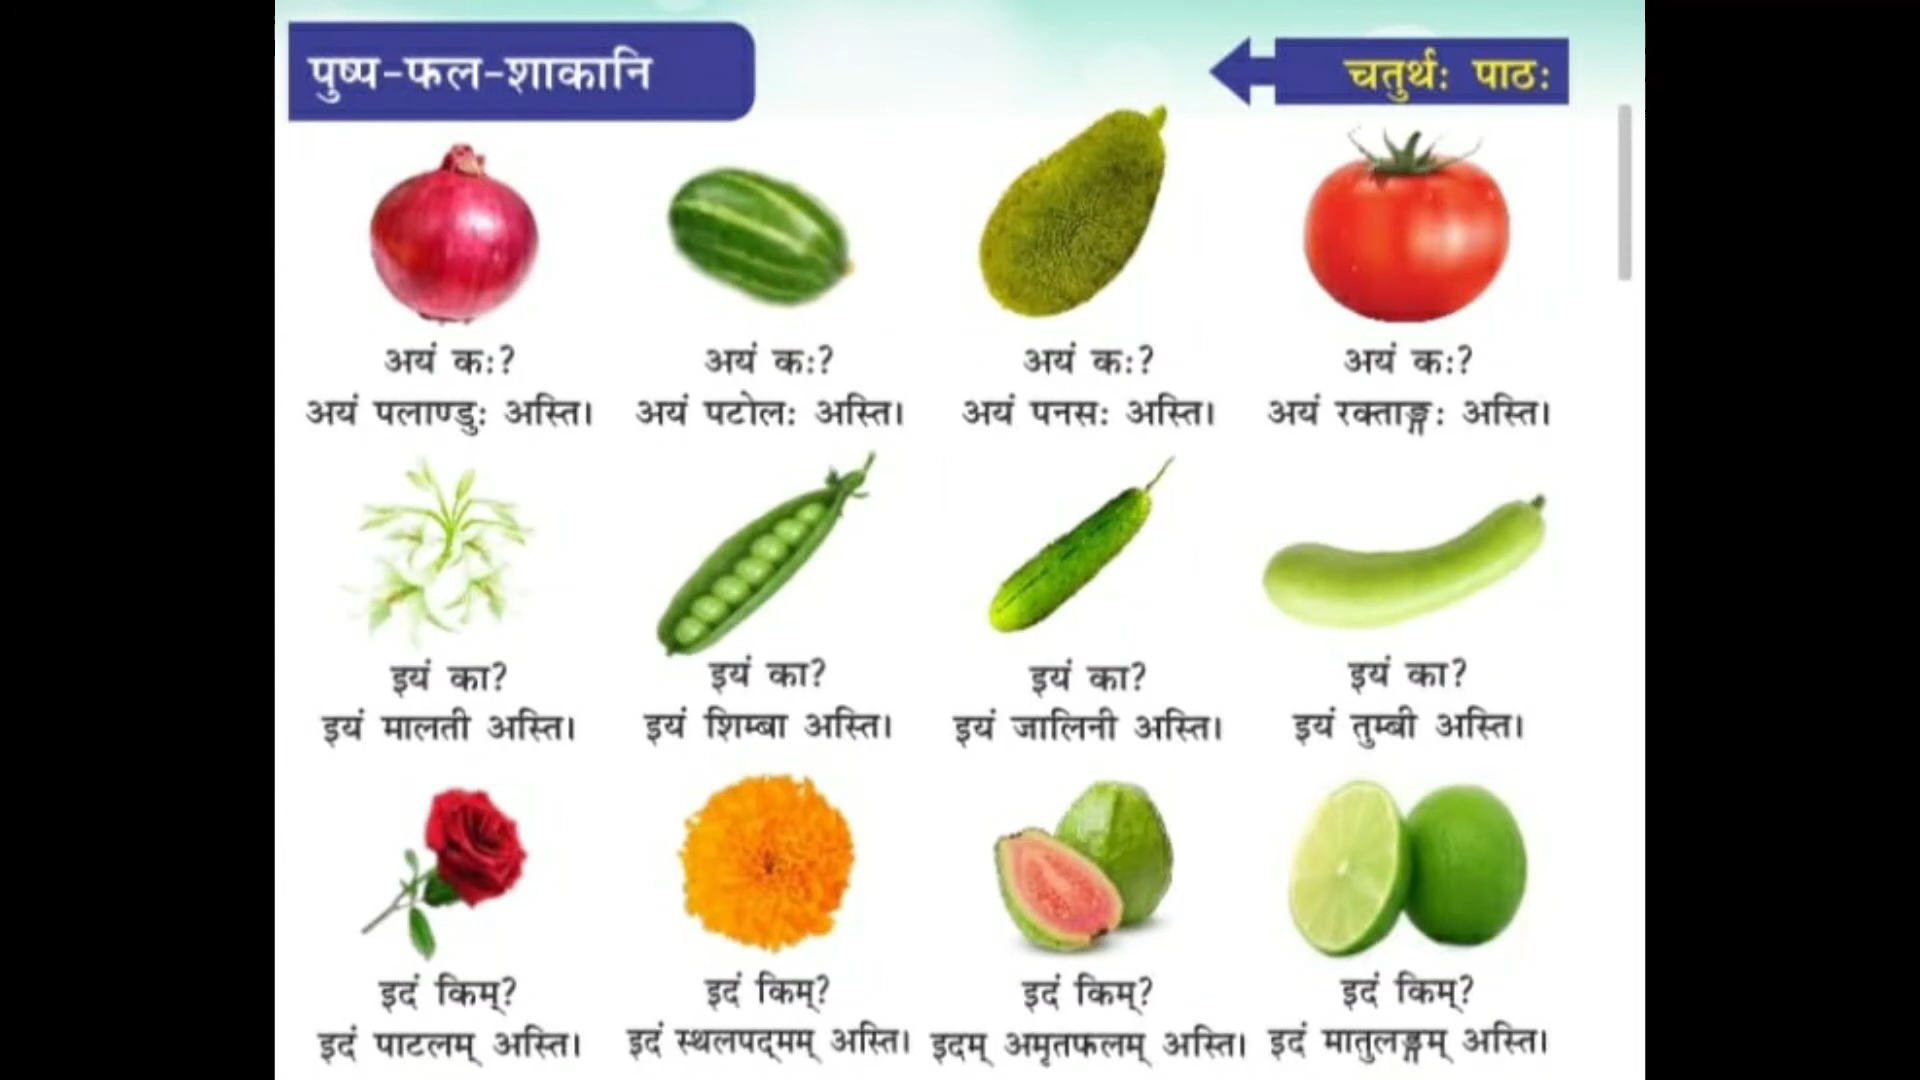 पुष्प-फल-शाकानि
चतुर्थः पाठः
अयं कः? अयं कः? अयं कः? अयं कः?
अयं पलाण्डुः अस्ति। अयं पटोलः अस्ति। अयं पनसः अस्ति। अयं रक्ताङ्गः अस्ति।
इयं का? इयं का? इयं का? इयं का?
इयं मालती अस्ति। इयं शिम्बा अस्ति। इयं जालिनी अस्ति। इयं तुम्बी अस्ति।
इदं किम्? इदं किम्? इदं किम्? इदं किम्?
इदं पाटलम् अस्ति। इदं स्थलपद्मम् अस्ति। इदम् अमृतफलम् अस्ति। इदं मातुलङ्गम् अस्ति।